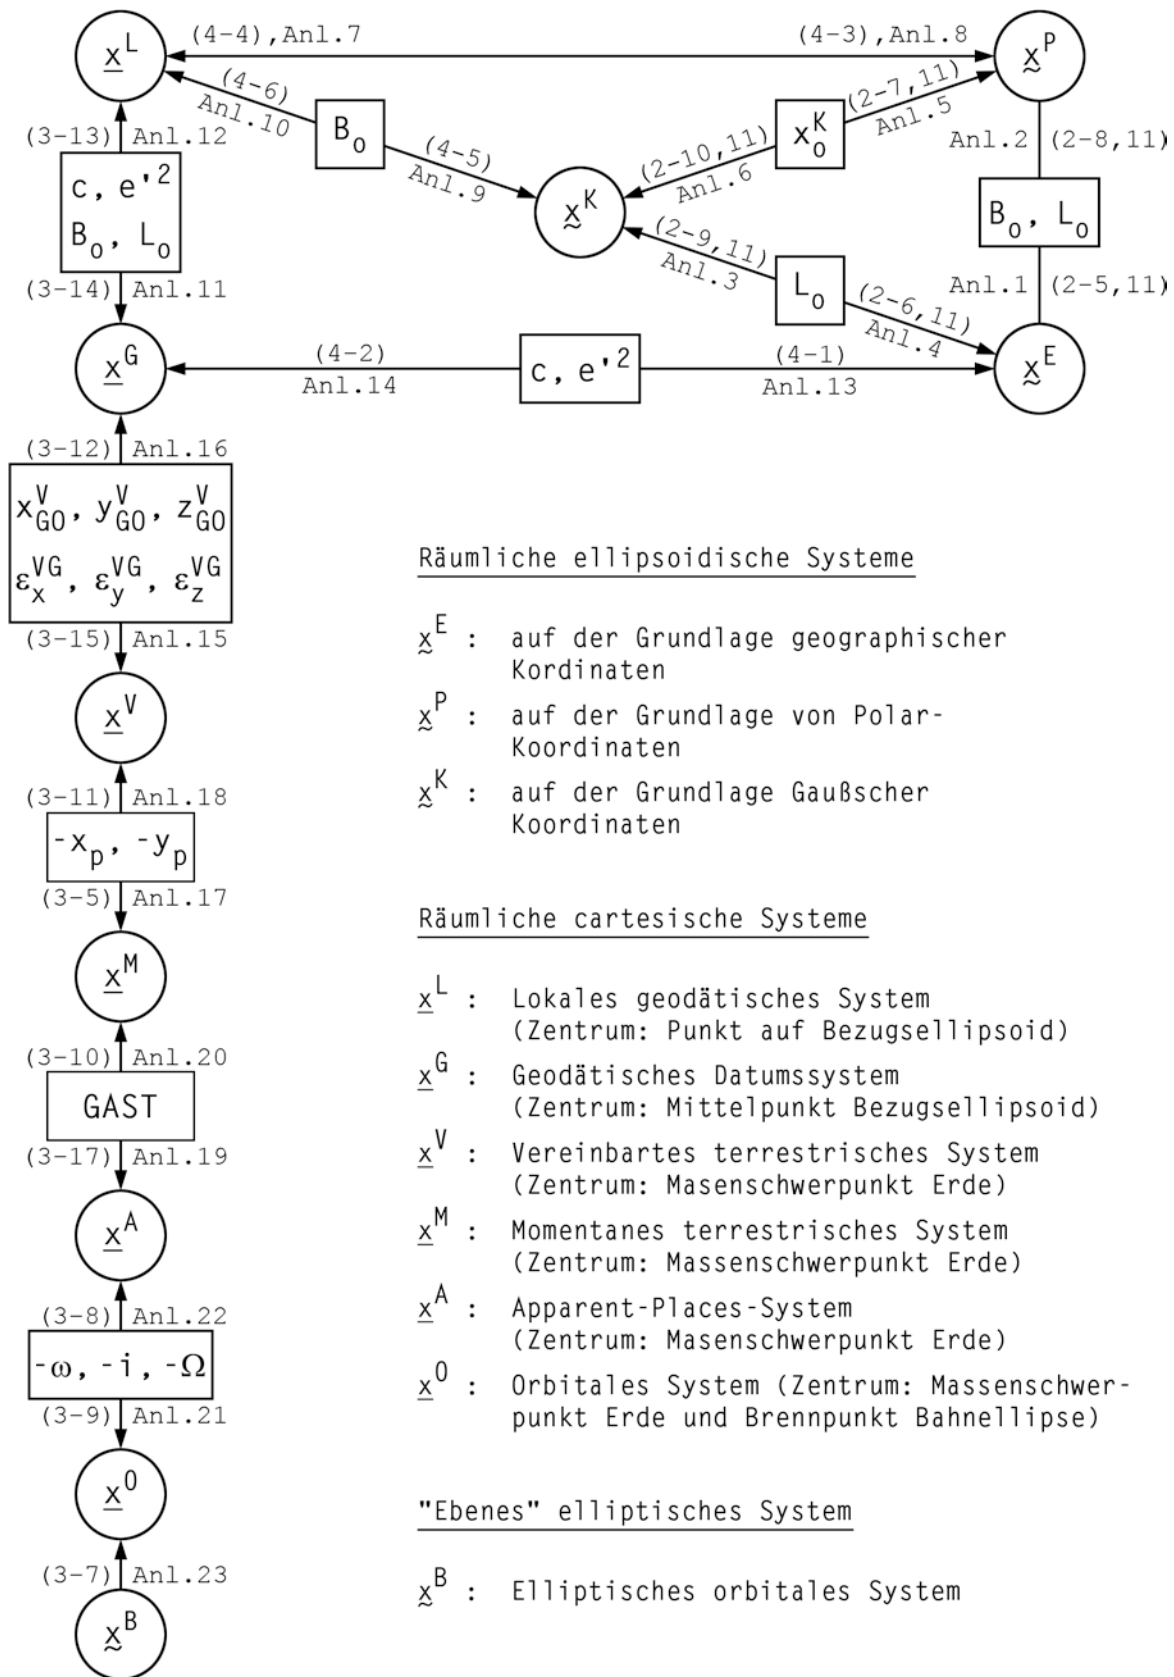 x^L (4-4),Anl.7 (4-3),Anl.8 x^P
(4-6) Anl.10 B_o (4-5) Anl.9
(2-7,11) Anl.5 x_o^K (2-10,11) Anl.6
x^K
(3-13) Anl.12
c, e'^2
B_o, L_o
(3-14) Anl.11
Anl.2 (2-8,11)
B_o, L_o
Anl.1 (2-5,11)
(2-9,11) Anl.3 L_o (2-6,11) Anl.4
x^G (4-2) Anl.14 c, e'^2 (4-1) Anl.13 x^E
(3-12) Anl.16
x_GO^V, y_GO^V, z_GO^V
ε_x^VG, ε_y^VG, ε_z^VG
(3-15) Anl.15
x^V
(3-11) Anl.18
-x_p, -y_p
(3-5) Anl.17
x^M
(3-10) Anl.20
GAST
(3-17) Anl.19
x^A
(3-8) Anl.22
-ω, -i, -Ω
(3-9) Anl.21
x^O
(3-7) Anl.23
x^B
Räumliche ellipsoidische Systeme
x^E : auf der Grundlage geographischer
Kordinaten
x^P : auf der Grundlage von Polar-
Koordinaten
x^K : auf der Grundlage Gaußscher
Koordinaten
Räumliche cartesische Systeme
x^L : Lokales geodätisches System
(Zentrum: Punkt auf Bezugsellipsoid)
x^G : Geodätisches Datumssystem
(Zentrum: Mittelpunkt Bezugsellipsoid)
x^V : Vereinbartes terrestrisches System
(Zentrum: Masenschwerpunkt Erde)
x^M : Momentanes terrestrisches System
(Zentrum: Massenschwerpunkt Erde)
x^A : Apparent-Places-System
(Zentrum: Masenschwerpunkt Erde)
x^O : Orbitales System (Zentrum: Massenschwer-
punkt Erde und Brennpunkt Bahnellipse)
"Ebenes" elliptisches System
x^B : Elliptisches orbitales System